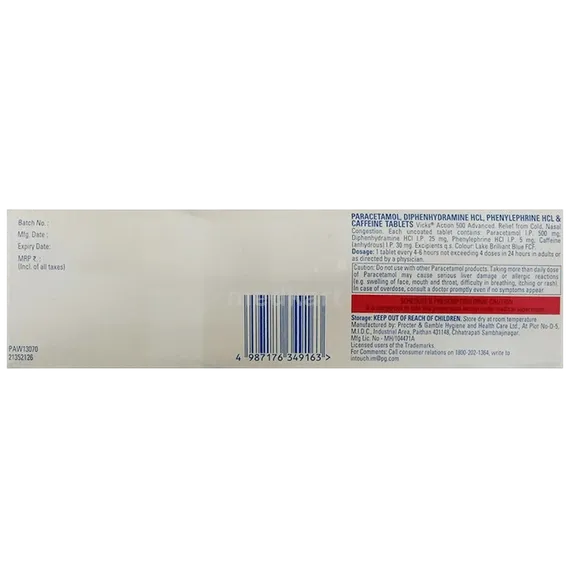 Batch No :
Mfg. Date :
Expiry Date:
MRP ₹ :
(Incl. of all taxes)
PAW13070
21352126
4 987176 349163 >
PARACETAMOL, DIPHENHYDRAMINE HCL, PHENYLEPHRINE HCL &
CAFFEINE TABLETS Vicks® Action 500 Advanced. Relief from Cold, Nasal
Congestion. Each uncoated tablet contains: Paracetamol I.P. 500 mg,
Diphenhydramine HCl I.P. 25 mg, Phenylephrine HCl I.P. 5 mg, Caffeine
(anhydrous) I.P. 30 mg. Excipients q.s. Colour: Lake Brilliant Blue FCF.
Dosage: 1 tablet every 4-6 hours not exceeding 4 doses in 24 hours in adults or
as directed by a physician.
Caution: Do not use with other Paracetamol products. Taking more than daily dose
of Paracetamol may cause serious liver damage or allergic reactions
(e.g. swelling of face, mouth and throat, difficulty in breathing, itching or rash).
In case of overdose, consult a doctor promptly even if no symptoms appear.
SCHEDULE G PRESCRIPTION DRUG: CAUTION
Storage: KEEP OUT OF REACH OF CHILDREN. Store dry at room temperature
Manufactured by: Procter & Gamble Hygiene and Health Care Ltd.; At Plot No D-5,
M.I.D.C., Industrial Area, Paithan 431148, Chhatrapati Sambhajinagar.
Mfg Lic. No - MH/104471A
Licensed users of the Trademarks.
For Comments: Call consumer relations on 1800-202-1364, write to
intouch.im@pg.com